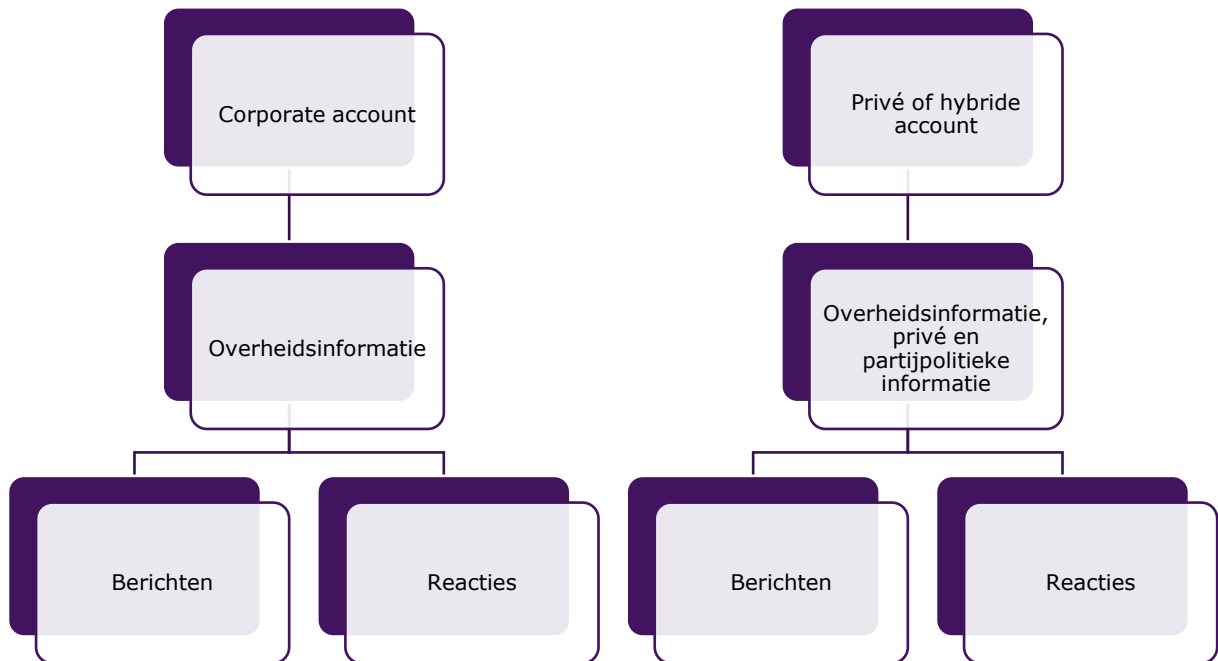 Corporate account
Privé of hybride
account
Overheidsinformatie
Overheidsinformatie,
privé en
partijpolitieke
informatie
Berichten
Reacties
Berichten
Reacties